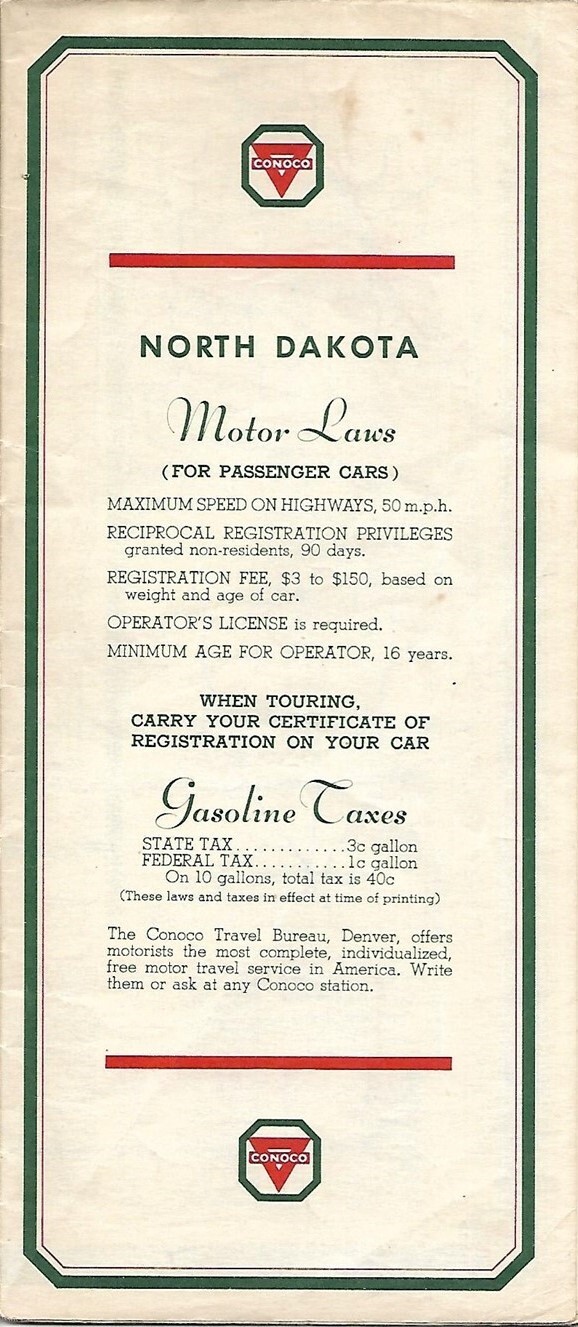 CONOCO
NORTH DAKOTA
Motor Laws
(FOR PASSENGER CARS)
MAXIMUM SPEED ON HIGHWAYS, 50 m.p.h.
RECIPROCAL REGISTRATION PRIVILEGES
granted non-residents, 90 days.
REGISTRATION FEE, $3 to $150, based on
weight and age of car.
OPERATOR'S LICENSE is required.
MINIMUM AGE FOR OPERATOR, 16 years.
WHEN TOURING,
CARRY YOUR CERTIFICATE OF
REGISTRATION ON YOUR CAR
Gasoline Taxes
STATE TAX.............3c gallon
FEDERAL TAX...........1c gallon
On 10 gallons, total tax is 40c
(These laws and taxes in effect at time of printing)
The Conoco Travel Bureau, Denver, offers
motorists the most complete, individualized,
free motor travel service in America. Write
them or ask at any Conoco station.
CONOCO